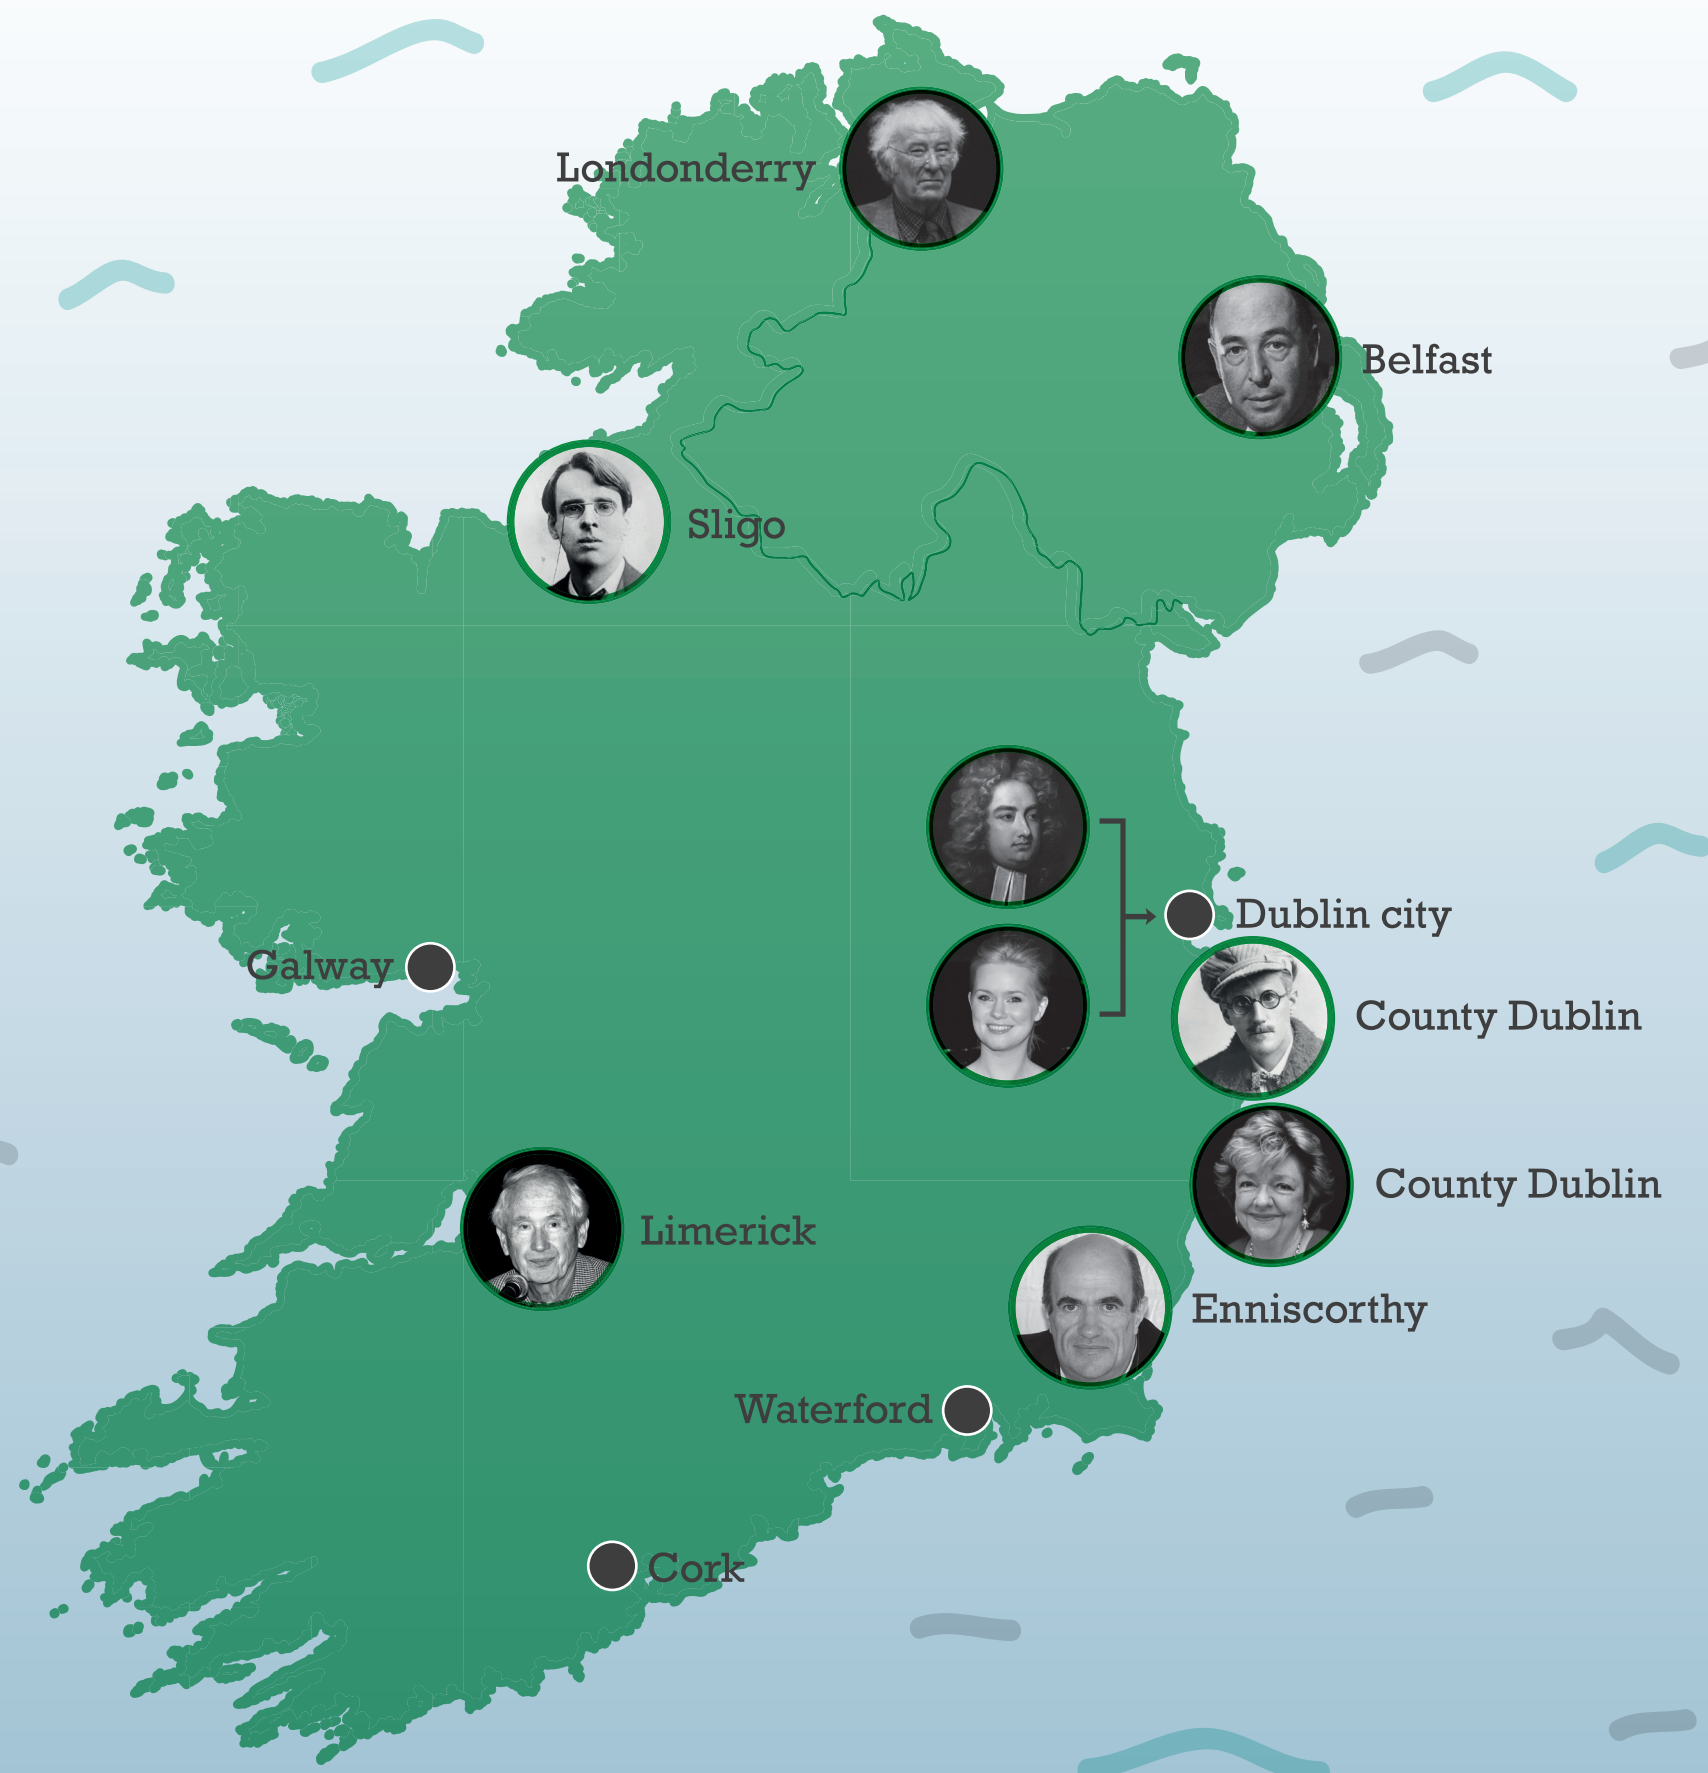 Londonderry
Belfast
Sligo
Dublin city
Galway
County Dublin
County Dublin
Limerick
Enniscorthy
Waterford
Cork